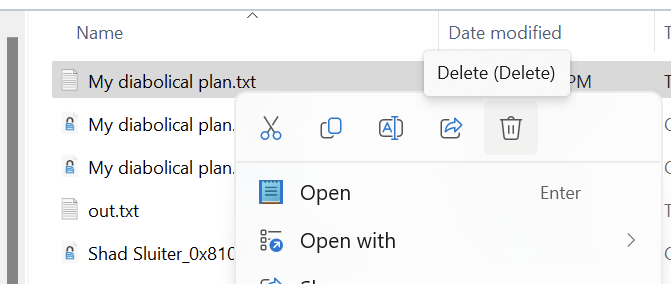 Name Date modified
Delete (Delete)
My diabolical plan.txt PM
My diabolical plan.
My diabolical plan.
Open Enter
out.txt
Open with
Shad Sluiter_0x810